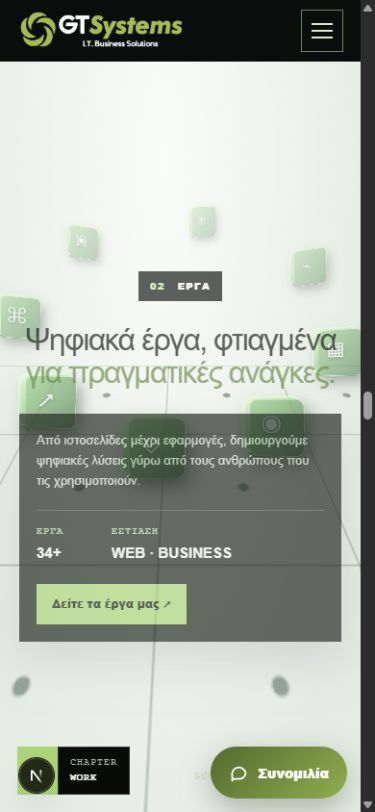 GTSystems
I.T. Business Solutions
02 ΕΡΓΑ
Ψηφιακά έργα, φτιαγμένα
για πραγματικές ανάγκες.
Από ιστοσελίδες μέχρι εφαρμογές, δημιουργούμε
ψηφιακές λύσεις γύρω από τους ανθρώπους που
τις χρησιμοποιούν.
ΕΡΓΑ ΕΣΤΙΑΣΗ
34+ WEB · BUSINESS
Δείτε τα έργα μας ↗
N CHAPTER
WORK
Συνομιλία